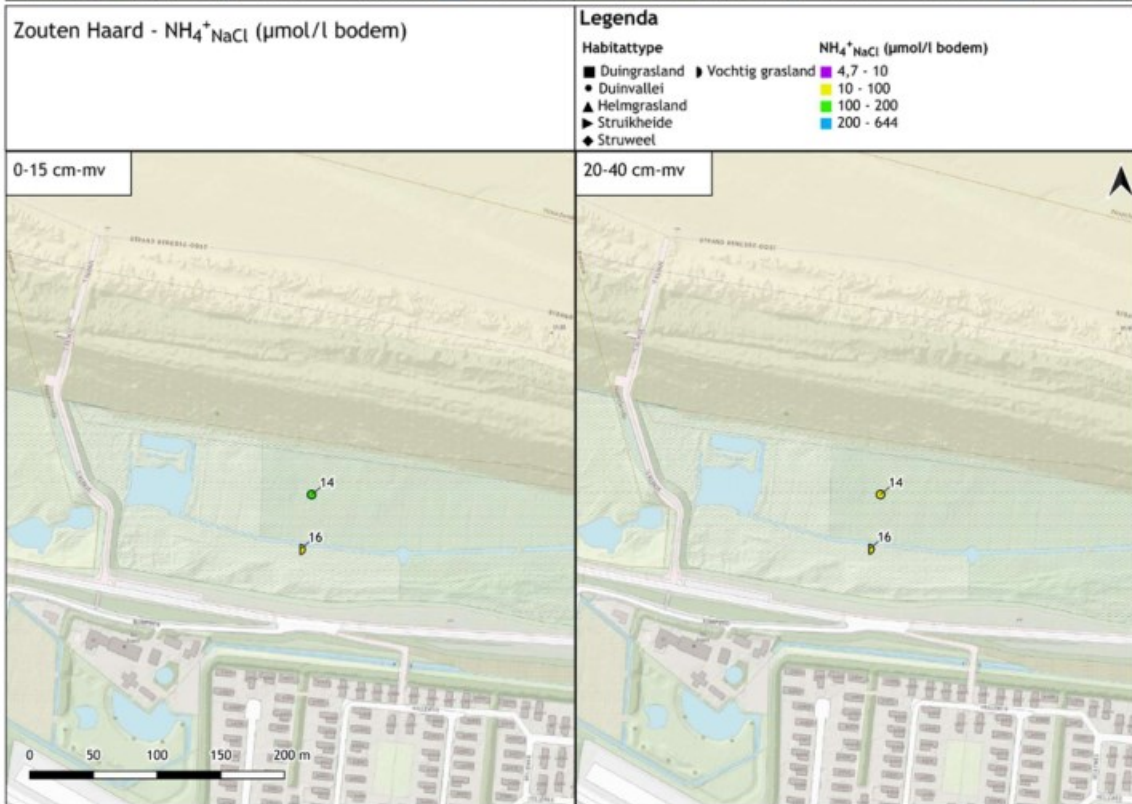 Zouten Haard - NH₄⁺NaCl (µmol/l bodem)
Legenda
Habitattype
■ Duingrasland ◗ Vochtig grasland
● Duinvallei
▲ Helmgrasland
▶ Struikheide
◆ Struweel
NH₄⁺NaCl (µmol/l bodem)
4,7 - 10
10 - 100
100 - 200
200 - 644
0-15 cm-mv
14
16
0 50 100 150 200 m
20-40 cm-mv
14
16